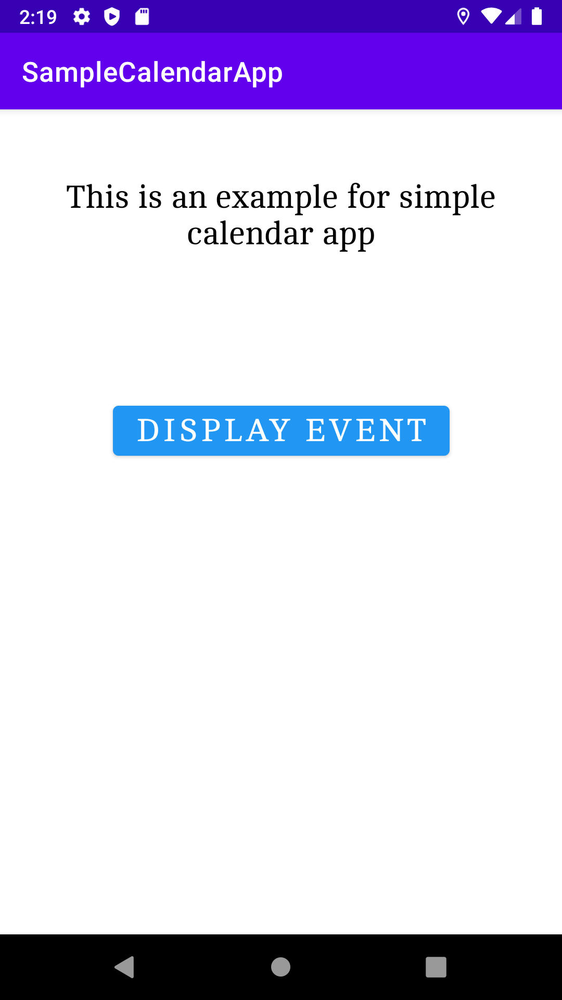 2:19
SampleCalendarApp
This is an example for simple
calendar app
DISPLAY EVENT